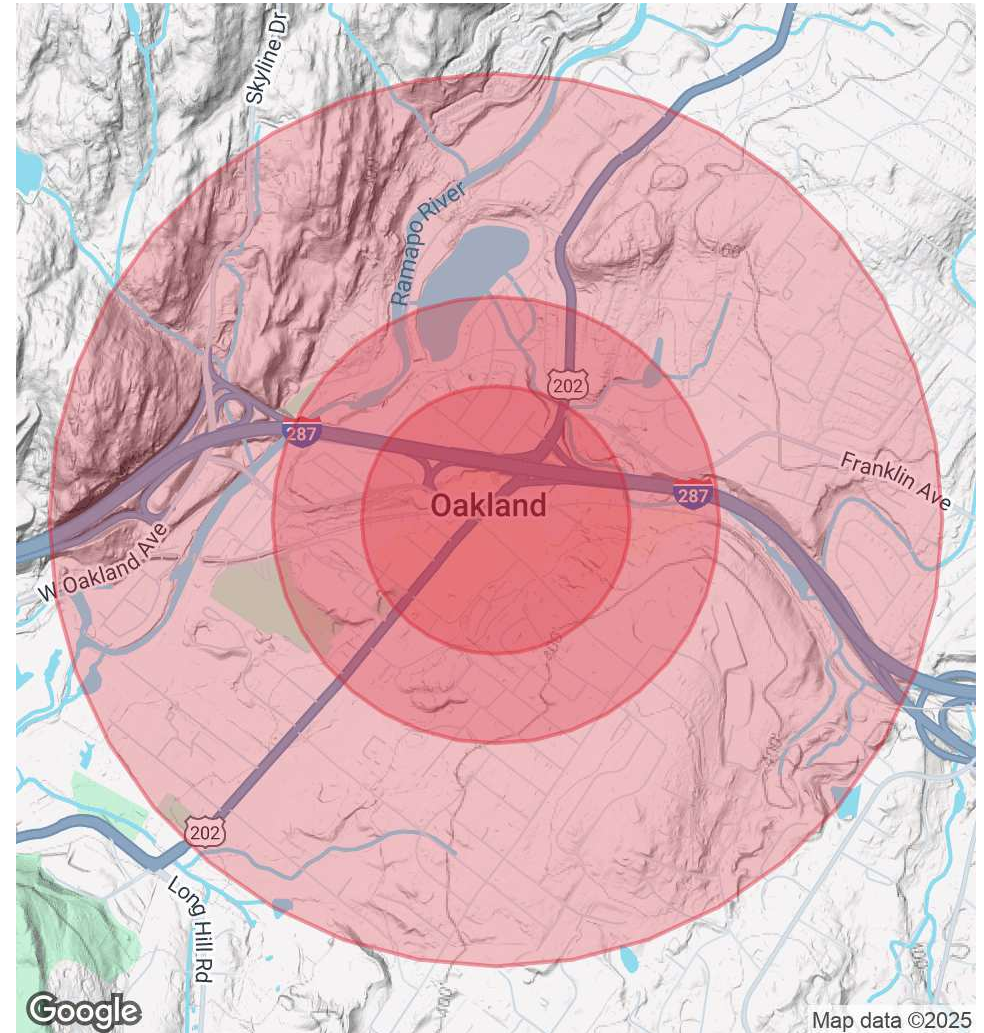 Skyline Dr
Ramapo River
202
287
Franklin Ave
287
Oakland
W Oakland Ave
202
Long Hill Rd
Google
Map data ©2025